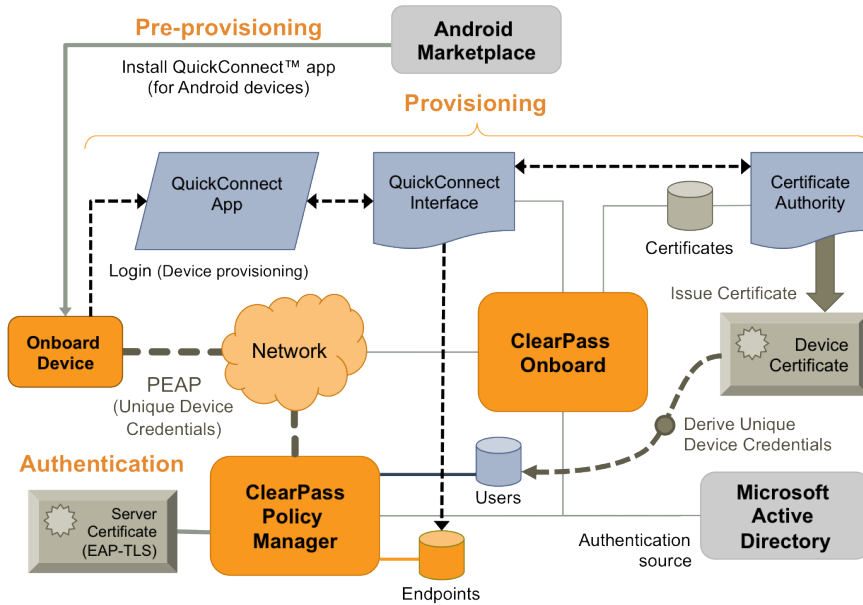 Pre-provisioning
Android
Marketplace
Install QuickConnect™ app
(for Android devices)
Provisioning
QuickConnect
App
QuickConnect
Interface
Certificate
Authority
Certificates
Login (Device provisioning)
Issue Certificate
Onboard
Device
Network
ClearPass
Onboard
Device
Certificate
PEAP
(Unique Device
Credentials)
Derive Unique
Device Credentials
Authentication
ClearPass
Policy
Manager
Users
Server
Certificate
(EAP-TLS)
Microsoft
Active
Directory
Authentication
source
Endpoints